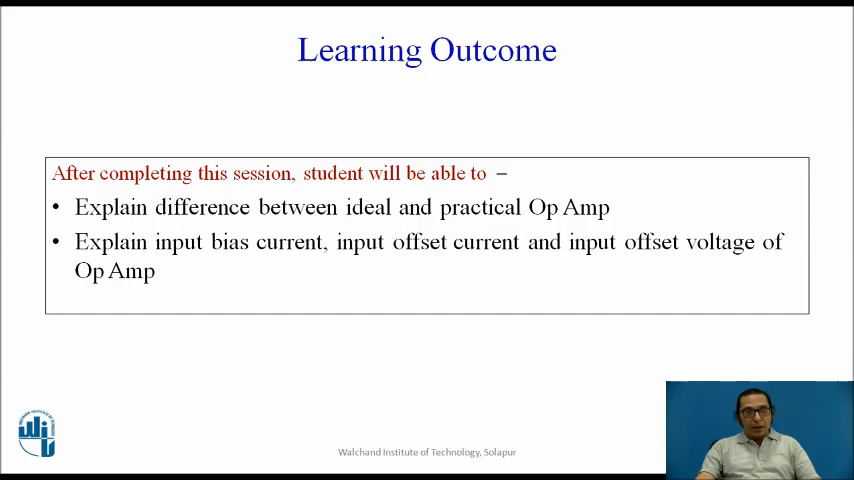 Learning Outcome
After completing this session, student will be able to –
• Explain difference between ideal and practical Op Amp
• Explain input bias current, input offset current and input offset voltage of
Op Amp
Walchand Institute of Technology, Solapur